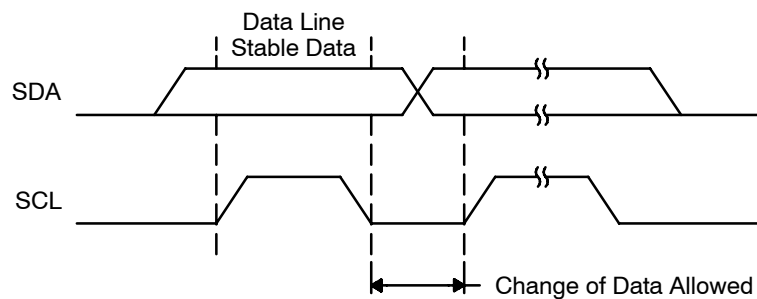 Data Line
Stable Data
SDA
SCL
Change of Data Allowed